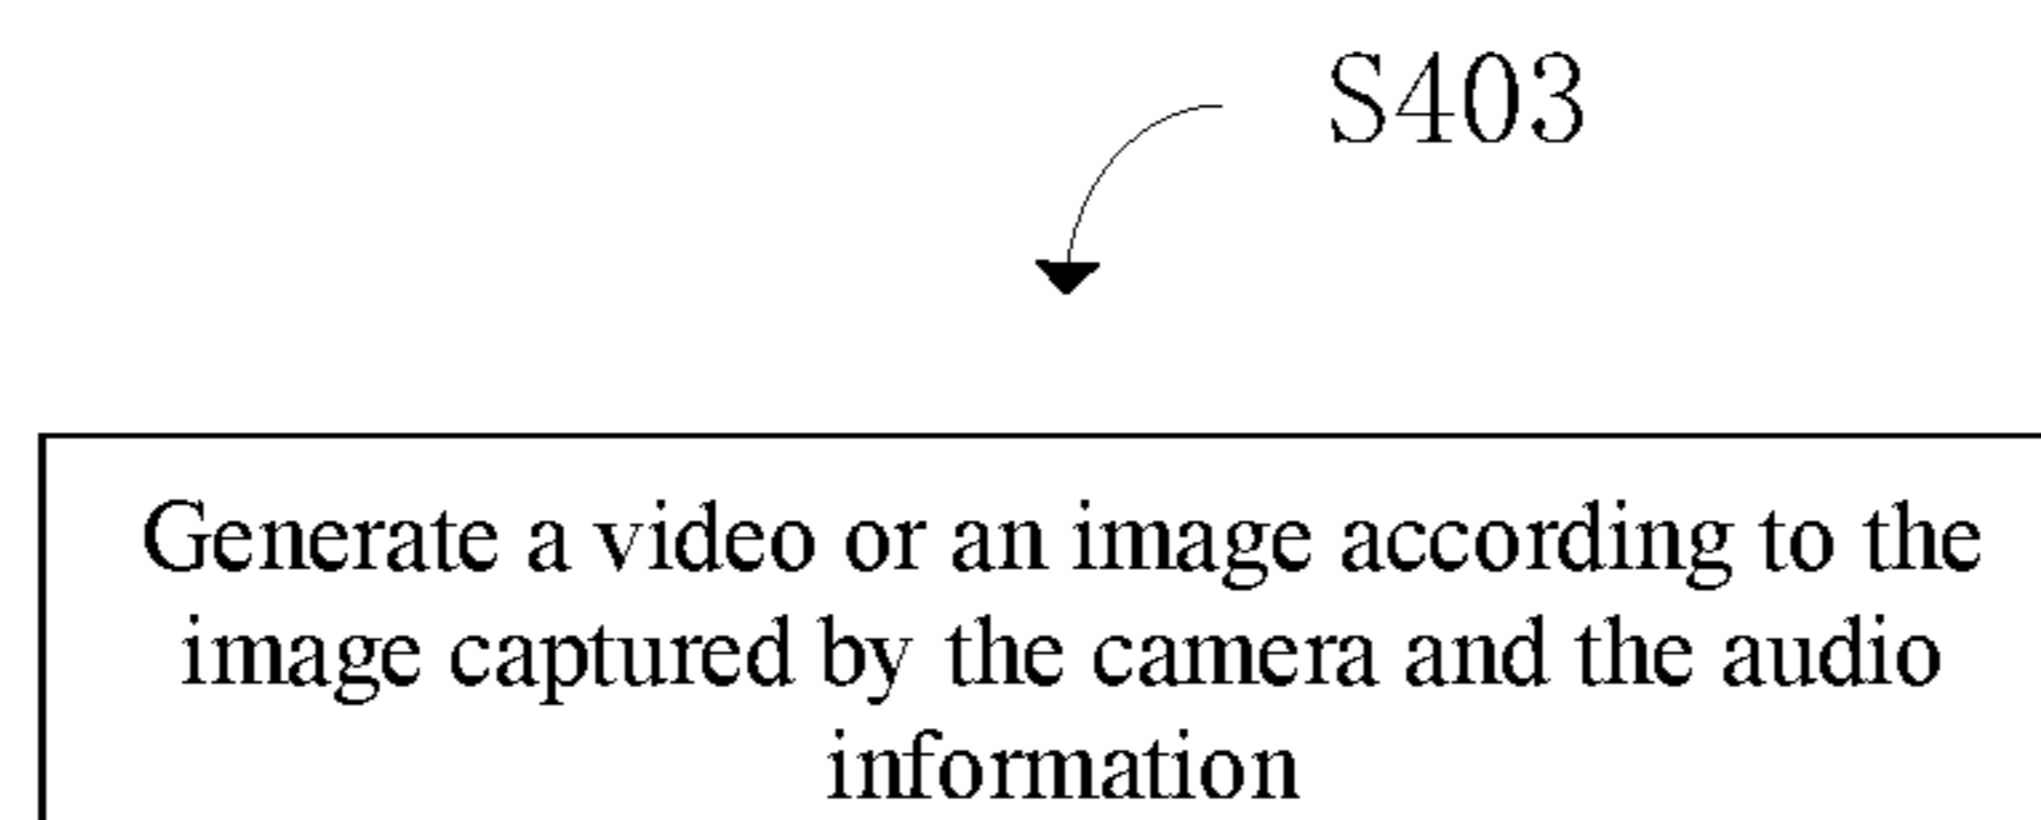 S403
Generate a video or an image according to the
image captured by the camera and the audio
information